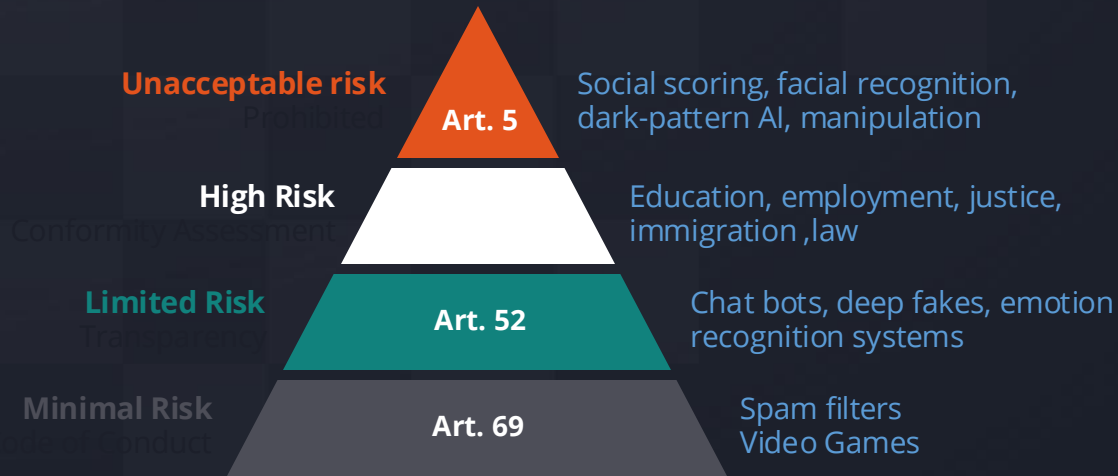 Unacceptable risk
Prohibited
Art. 5
Social scoring, facial recognition,
dark-pattern AI, manipulation
High Risk
Conformity Assessment
Education, employment, justice,
immigration ,law
Limited Risk
Transparency
Art. 52
Chat bots, deep fakes, emotion
recognition systems
Minimal Risk
ode of Conduct
Art. 69
Spam filters
Video Games